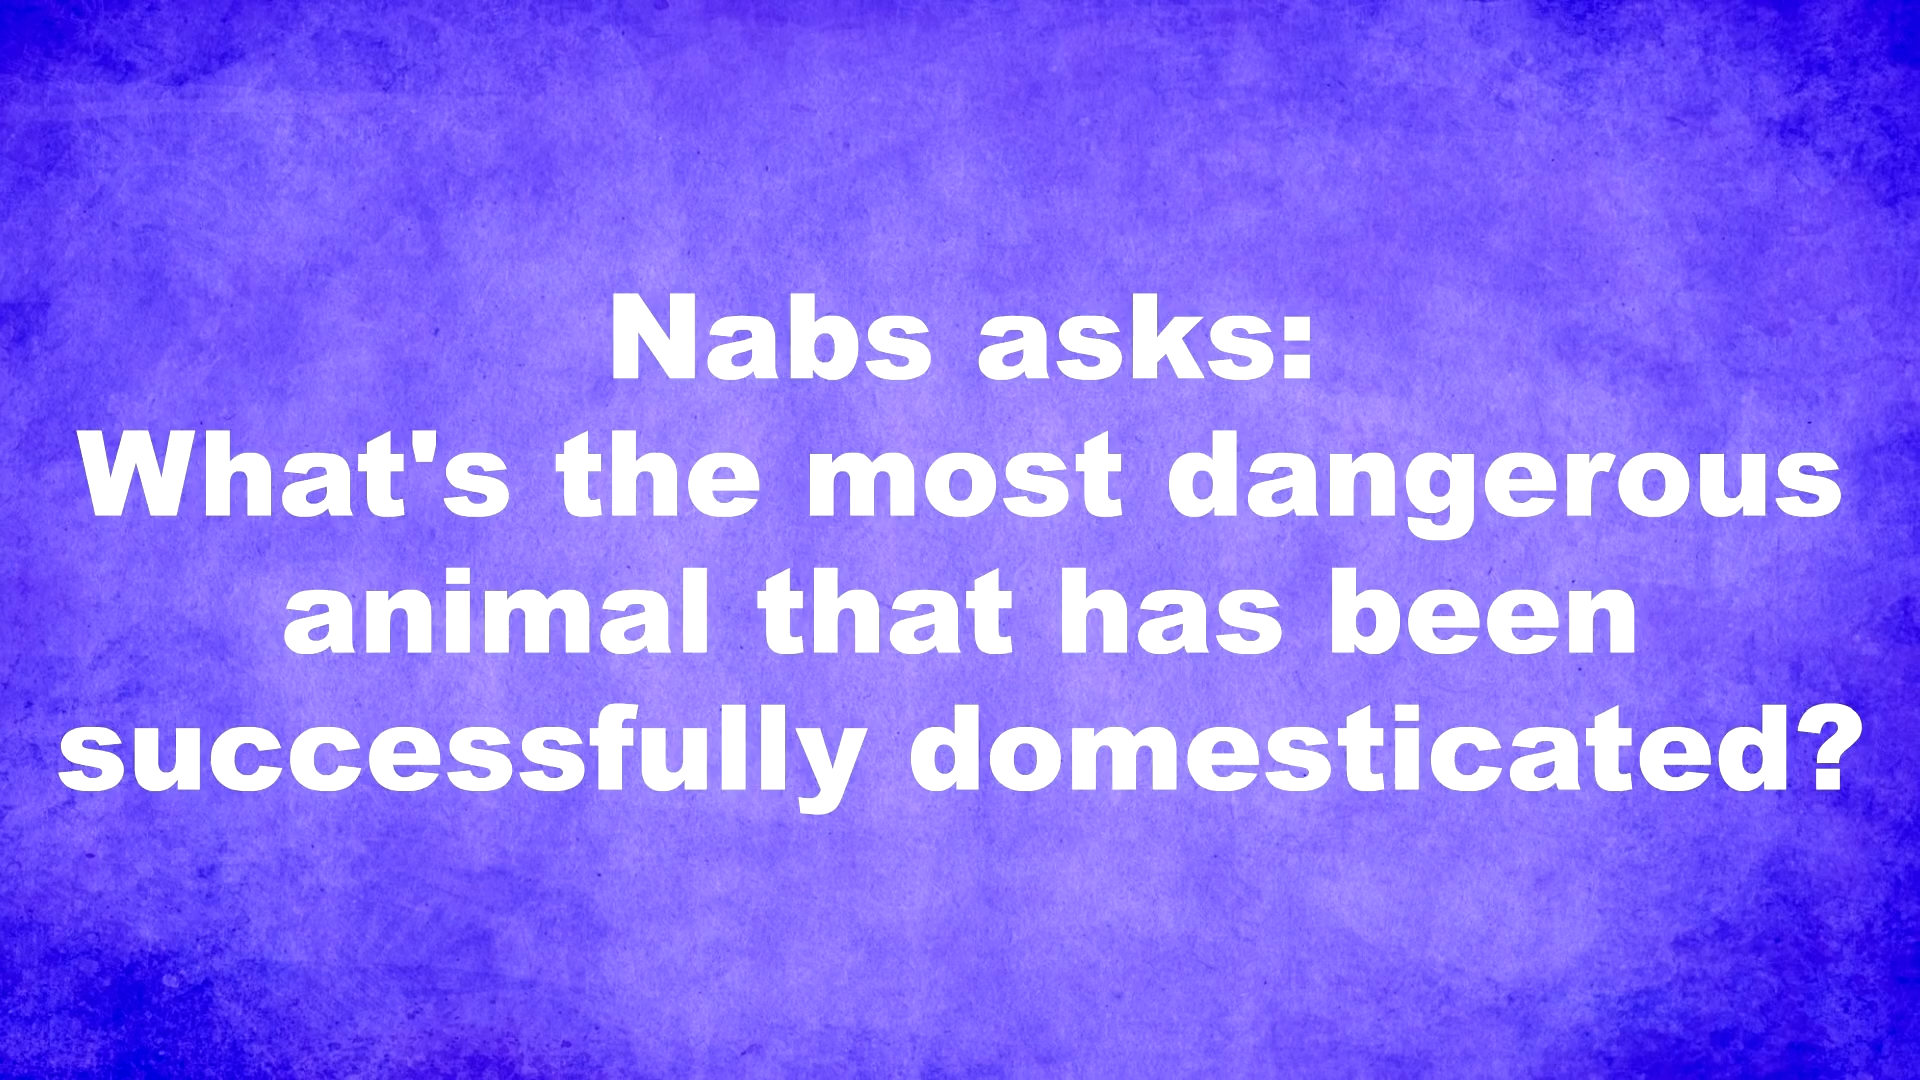 Nabs asks:
What's the most dangerous
animal that has been
successfully domesticated?